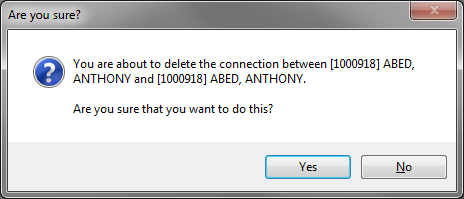 Are you sure?
You are about to delete the connection between [1000918] ABED,
ANTHONY and [1000918] ABED, ANTHONY.
Are you sure that you want to do this?
Yes
No